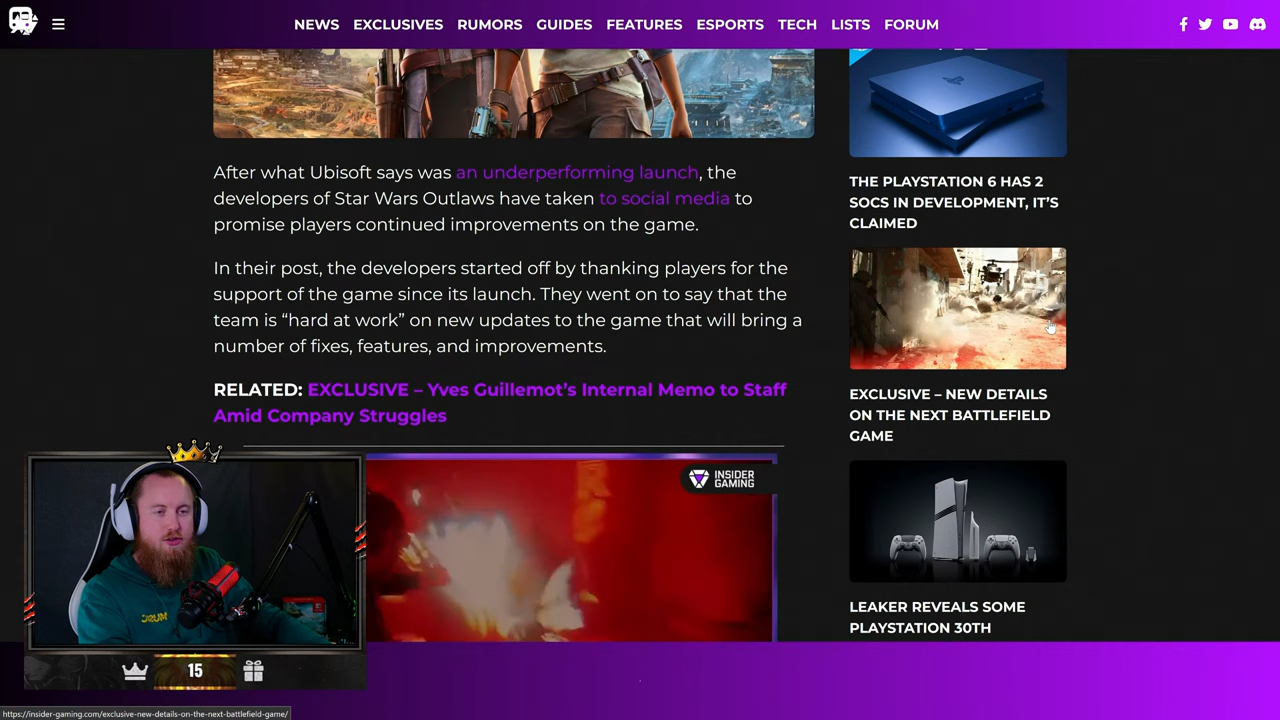 NEWS EXCLUSIVES RUMORS GUIDES FEATURES ESPORTS TECH LISTS FORUM
After what Ubisoft says was an underperforming launch, the
developers of Star Wars Outlaws have taken to social media to
promise players continued improvements on the game.
In their post, the developers started off by thanking players for the
support of the game since its launch. They went on to say that the
team is “hard at work” on new updates to the game that will bring a
number of fixes, features, and improvements.
RELATED: EXCLUSIVE – Yves Guillemot’s Internal Memo to Staff
Amid Company Struggles
INSIDER
GAMING
THE PLAYSTATION 6 HAS 2
SOCS IN DEVELOPMENT, IT’S
CLAIMED
EXCLUSIVE – NEW DETAILS
ON THE NEXT BATTLEFIELD
GAME
LEAKER REVEALS SOME
PLAYSTATION 30TH
15
https://insider-gaming.com/exclusive-new-details-on-the-next-battlefield-game/